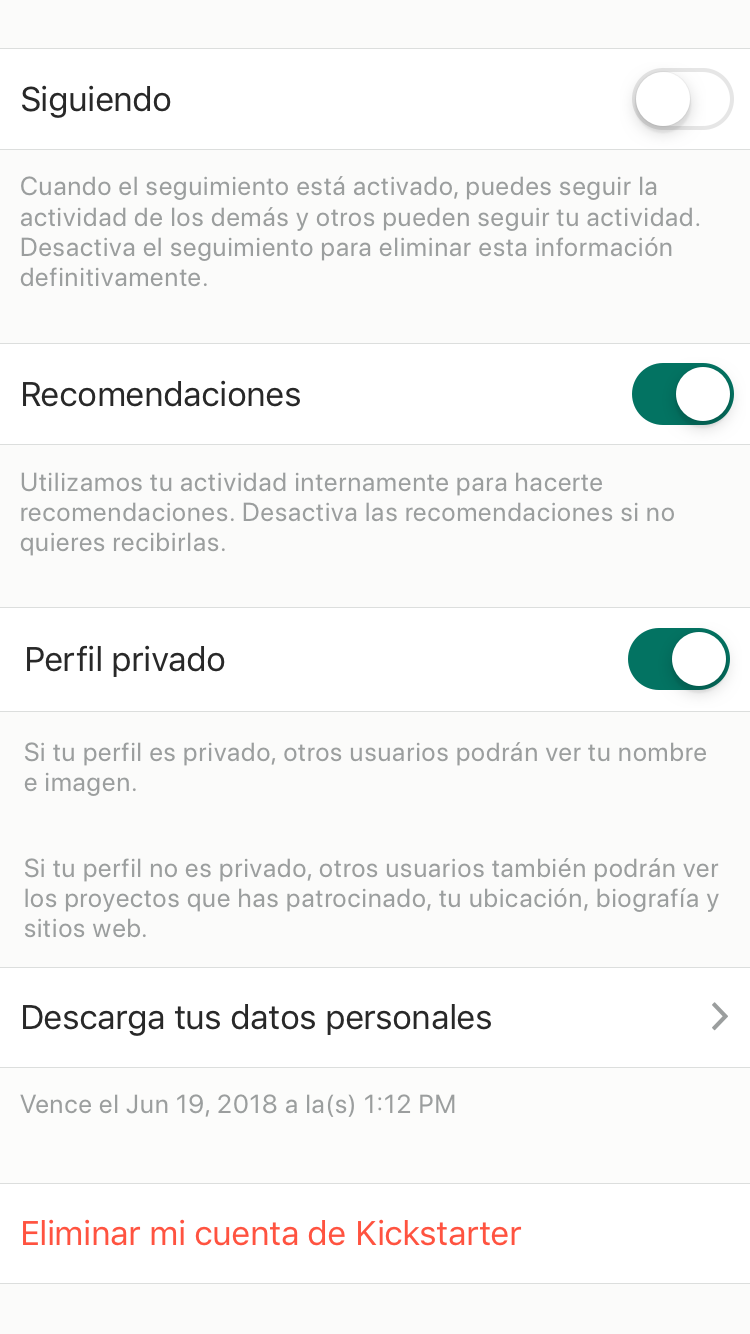 Siguiendo
Cuando el seguimiento está activado, puedes seguir la
actividad de los demás y otros pueden seguir tu actividad.
Desactiva el seguimiento para eliminar esta información
definitivamente.
Recomendaciones
Utilizamos tu actividad internamente para hacerte
recomendaciones. Desactiva las recomendaciones si no
quieres recibirlas.
Perfil privado
Si tu perfil es privado, otros usuarios podrán ver tu nombre
e imagen.
Si tu perfil no es privado, otros usuarios también podrán ver
los proyectos que has patrocinado, tu ubicación, biografía y
sitios web.
Descarga tus datos personales
Vence el Jun 19, 2018 a la(s) 1:12 PM
Eliminar mi cuenta de Kickstarter